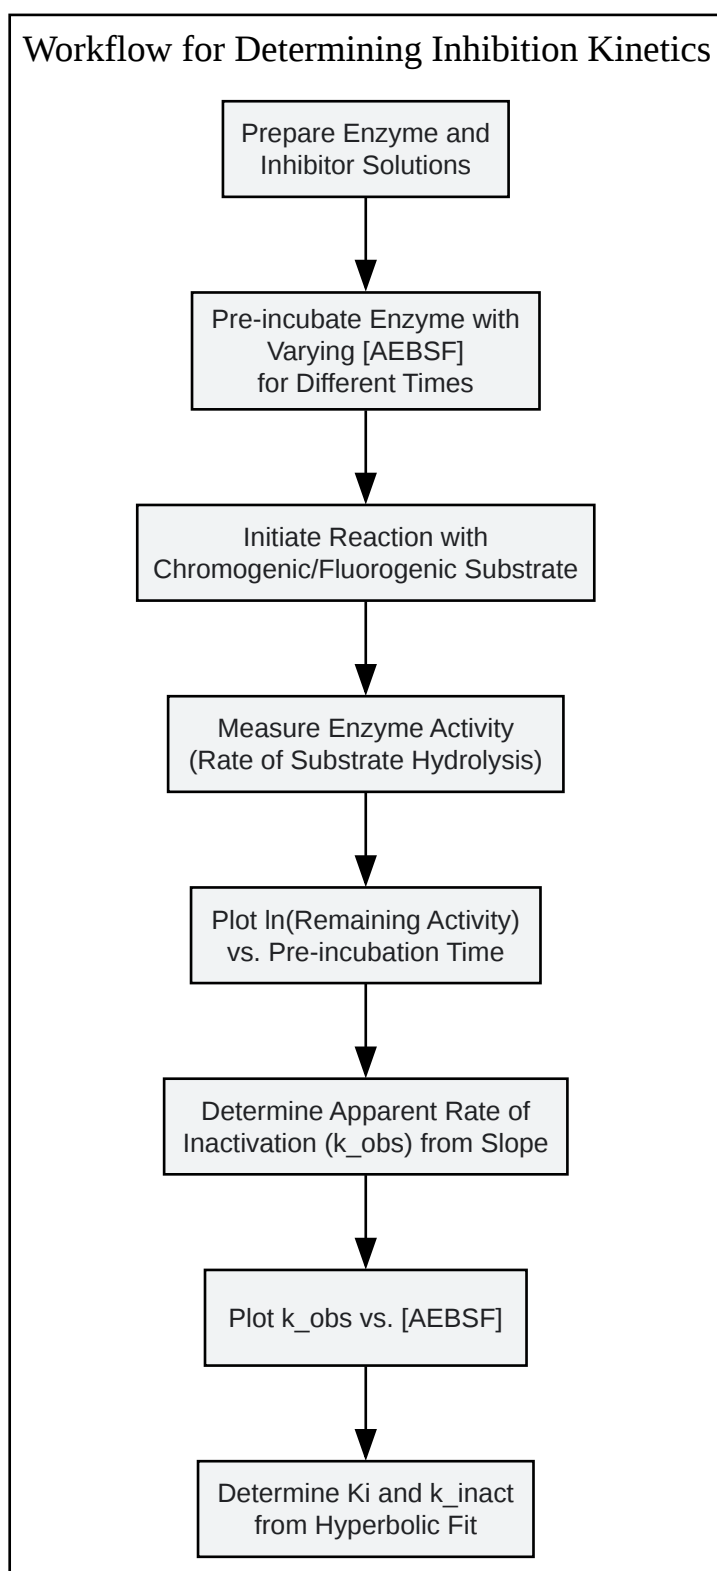 Workflow for Determining Inhibition Kinetics
Prepare Enzyme and
Inhibitor Solutions
Pre-incubate Enzyme with
Varying [AEBSF]
for Different Times
Initiate Reaction with
Chromogenic/Fluorogenic Substrate
Measure Enzyme Activity
(Rate of Substrate Hydrolysis)
Plot ln(Remaining Activity)
vs. Pre-incubation Time
Determine Apparent Rate of
Inactivation (k_obs) from Slope
Plot k_obs vs. [AEBSF]
Determine Ki and k_inact
from Hyperbolic Fit